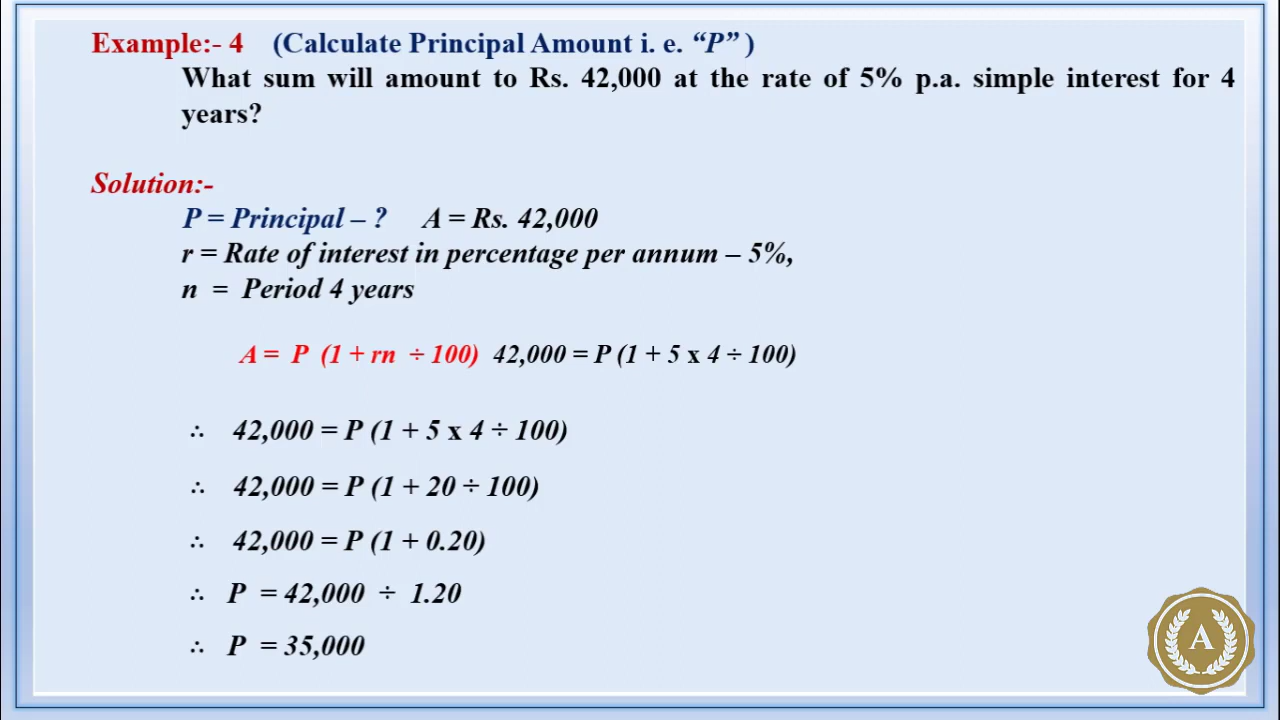 Example:- 4 (Calculate Principal Amount i. e. “P” )
What sum will amount to Rs. 42,000 at the rate of 5% p.a. simple interest for 4
years?
Solution:-
P = Principal – ? A = Rs. 42,000
r = Rate of interest in percentage per annum – 5%,
n = Period 4 years
A = P (1 + rn ÷ 100) 42,000 = P (1 + 5 x 4 ÷ 100)
∴ 42,000 = P (1 + 5 x 4 ÷ 100)
∴ 42,000 = P (1 + 20 ÷ 100)
∴ 42,000 = P (1 + 0.20)
∴ P = 42,000 ÷ 1.20
∴ P = 35,000
A